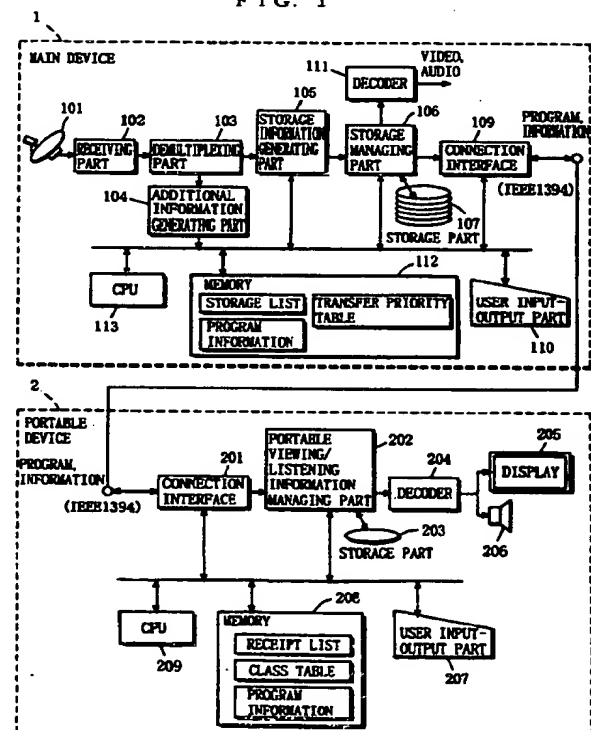 FIG. 1
1
MAIN DEVICE
101
102
RECEIVING
PART
103
DEMULTIPLEXING
PART
104
ADDITIONAL
INFORMATION
GENERATING PART
105
STORAGE
INFORMATION
GENERATING
PART
111
DECODER
VIDEO,
AUDIO
106
STORAGE
MANAGING
PART
107
STORAGE PART
109
CONNECTION
INTERFACE
PROGRAM,
INFORMATION
(IEEE1394)
CPU
113
112
MEMORY
STORAGE LIST
PROGRAM
INFORMATION
TRANSFER PRIORITY
TABLE
USER INPUT-
OUTPUT PART
110
2
PORTABLE
DEVICE
PROGRAM,
INFORMATION
(IEEE1394)
201
CONNECTION
INTERFACE
202
PORTABLE
VIEWING/
LISTENING
INFORMATION
MANAGING PART
203
STORAGE PART
204
DECODER
205
DISPLAY
206
CPU
209
208
MEMORY
RECEIPT LIST
CLASS TABLE
PROGRAM
INFORMATION
USER INPUT-
OUTPUT PART
207